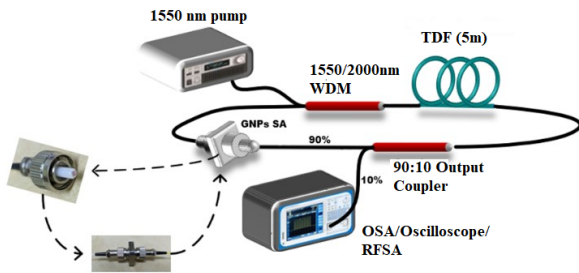 1550 nm pump
TDF (5m)
1550/2000nm
WDM
GNPs SA
90%
90:10 Output
Coupler
10%
OSA/Oscilloscope/
RFSA